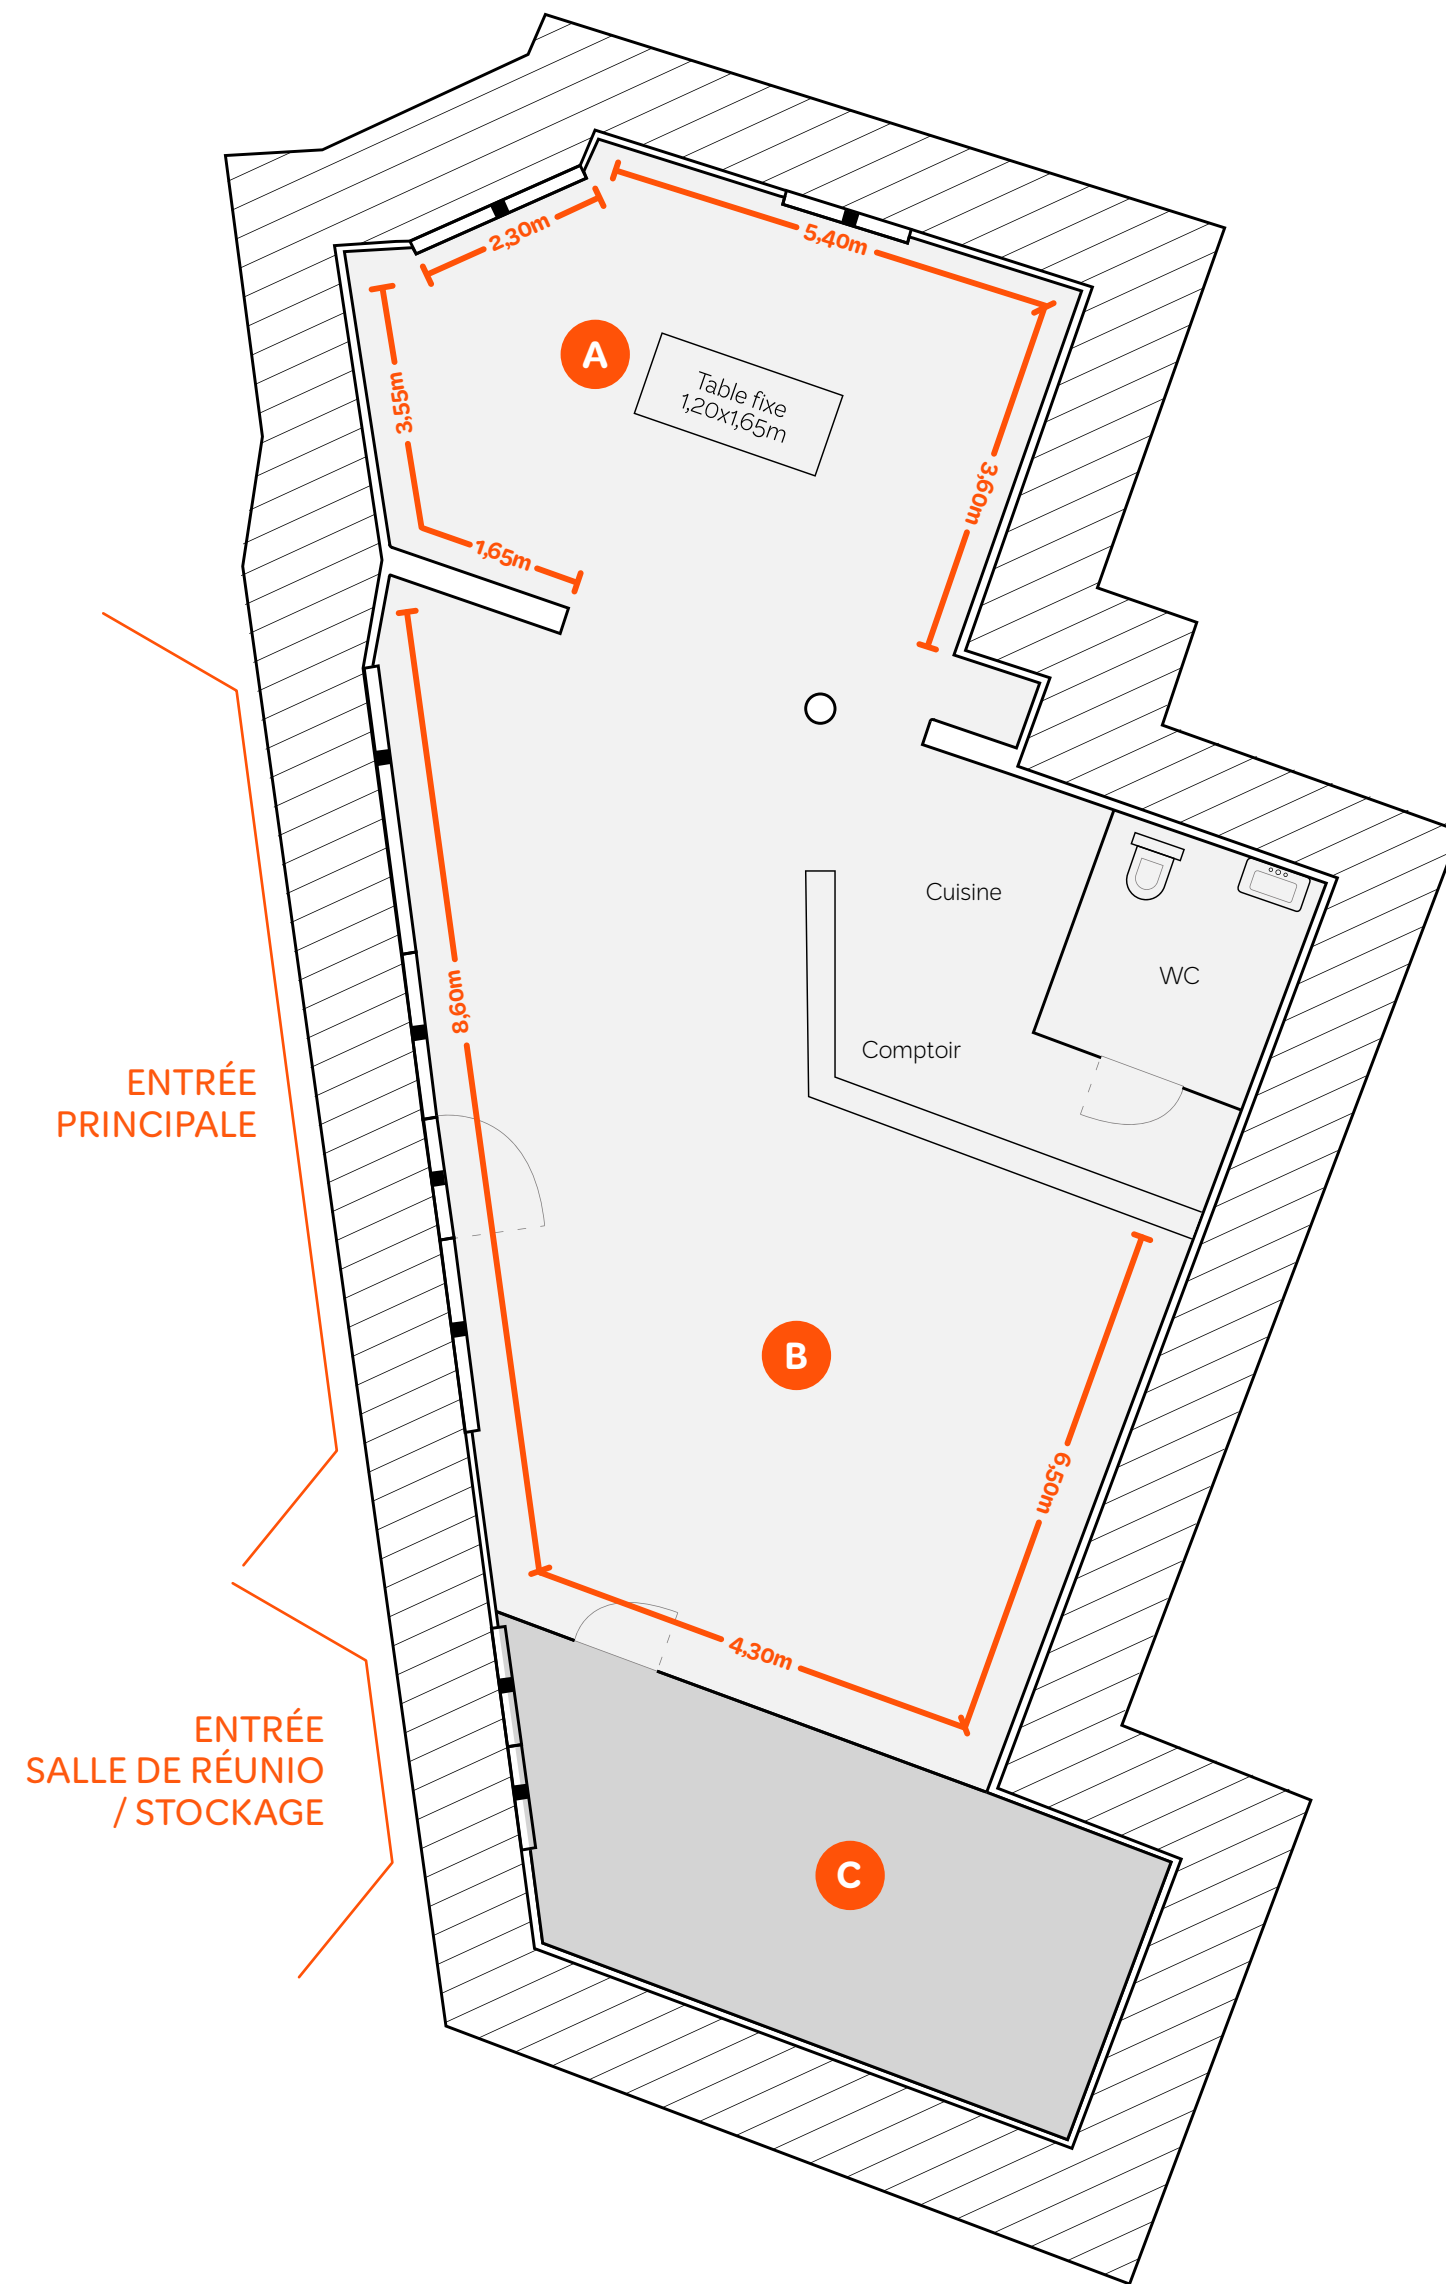 2,30m
5,40m
A
3,55m
Table fixe
1,20x1,65m
3,60m
1,65m
Cuisine
WC
8,60m
Comptoir
ENTRÉE
PRINCIPALE
B
6,50m
4,30m
ENTRÉE
SALLE DE RÉUNIO
/ STOCKAGE
C